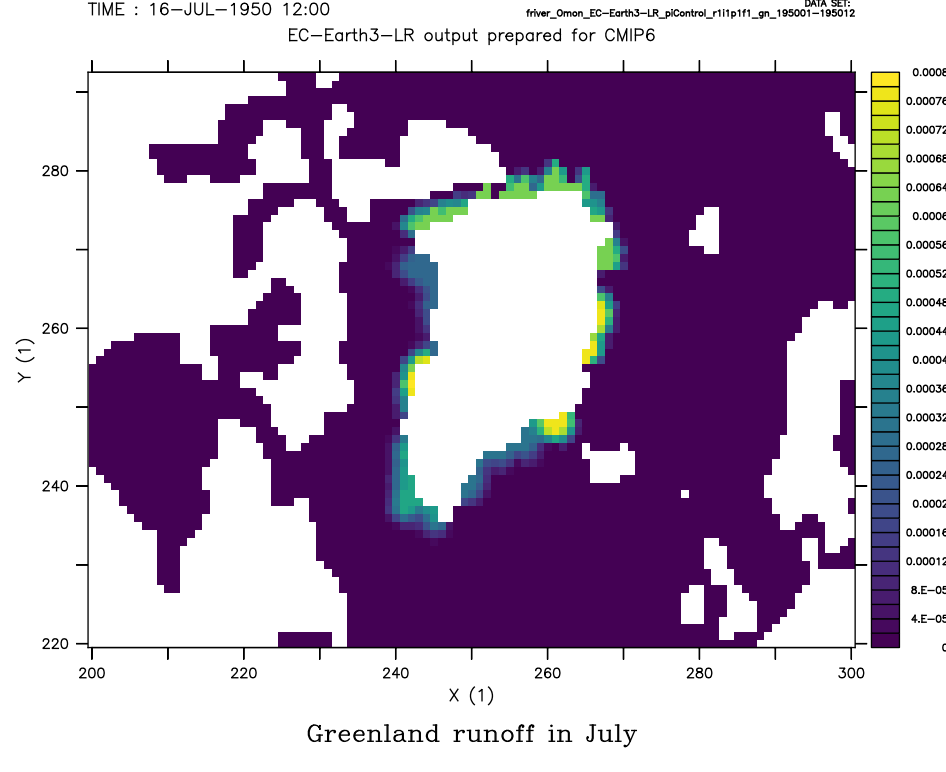 DATA SET:
TIME : 16-JUL-1950 12:00
friver_Omon_EC-Earth3-LR_piControl_r1i1p1f1_gn_195001-195012
EC-Earth3-LR output prepared for CMIP6
0.0008
0.00076
0.00072
0.00068
0.00064
0.0006
0.00056
0.00052
0.00048
0.00044
0.0004
0.00036
0.00032
0.00028
0.00024
0.0002
0.00016
0.00012
8.E-05
4.E-05
0
280
260
240
220
Y (1)
200 220 240 260 280 300
X (1)
Greenland runoff in July